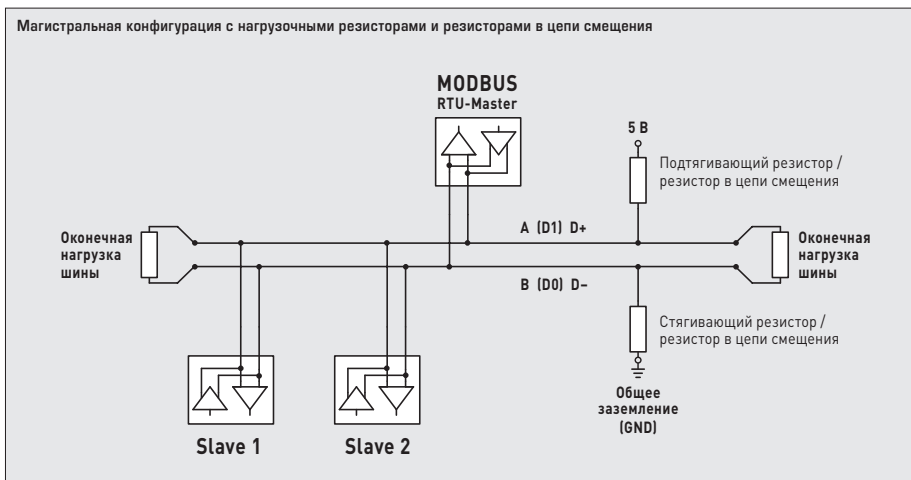 Магистральная конфигурация с нагрузочными резисторами и резисторами в цепи смещения
MODBUS
RTU-Master
5 В
Подтягивающий резистор /
резистор в цепи смещения
A (D1) D+
Оконечная
нагрузка
шины
Оконечная
нагрузка
шины
B (D0) D–
Стягивающий резистор /
резистор в цепи смещения
Общее
заземление
(GND)
Slave 1
Slave 2